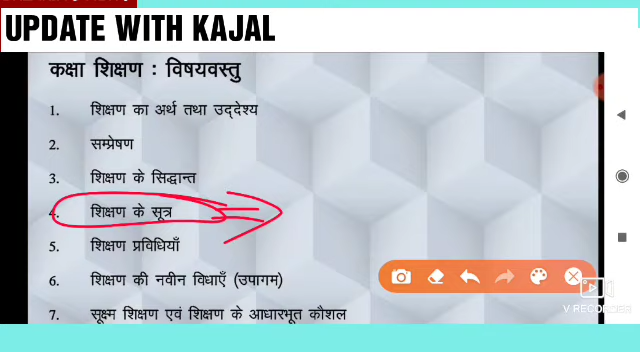 UPDATE WITH KAJAL
कक्षा शिक्षण : विषयवस्तु
1. शिक्षण का अर्थ तथा उद्देश्य
2. सम्प्रेषण
3. शिक्षण के सिद्धान्त
4. शिक्षण के सूत्र
5. शिक्षण प्रविधियाँ
6. शिक्षण की नवीन विधाएँ (उपागम)
7. सूक्ष्म शिक्षण एवं शिक्षण के आधारभूत कौशल
V RECORDER